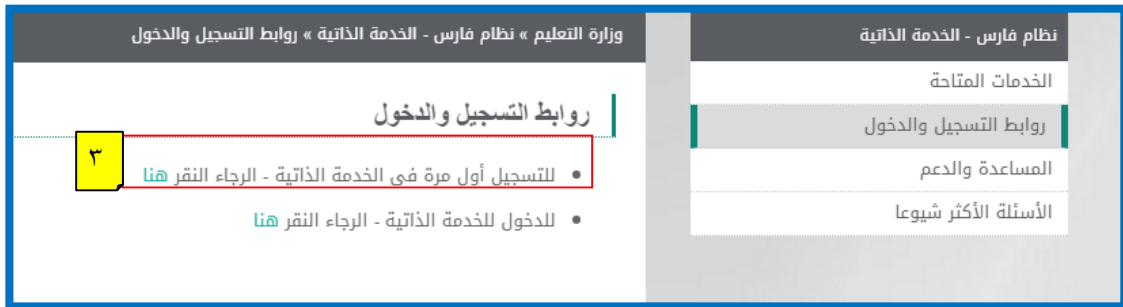 نظام فارس - الخدمة الذاتية
الخدمات المتاحة
روابط التسجيل والدخول
المساعدة والدعم
الأسئلة الأكثر شيوعا
وزارة التعليم » نظام فارس - الخدمة الذاتية » روابط التسجيل والدخول
روابط التسجيل والدخول
للتسجيل أول مرة في الخدمة الذاتية - الرجاء النقر هنا
٣
للدخول للخدمة الذاتية - الرجاء النقر هنا